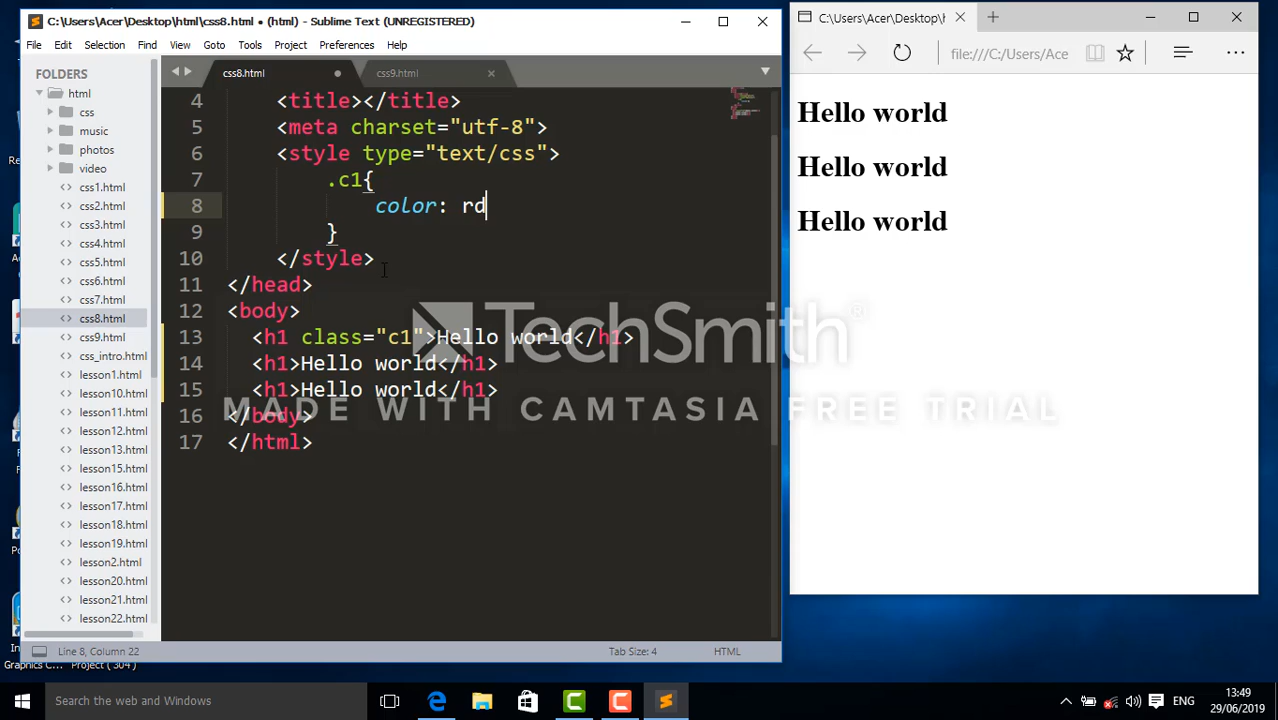 C:\Users\Acer\Desktop\html\css8.html • (html) - Sublime Text (UNREGISTERED)
File Edit Selection Find View Goto Tools Project Preferences Help
FOLDERS
html
css
music
photos
video
css1.html
css2.html
css3.html
css4.html
css5.html
css6.html
css7.html
css8.html
css9.html
css_intro.html
lesson1.html
lesson10.html
lesson11.html
lesson12.html
lesson13.html
lesson15.html
lesson16.html
lesson17.html
lesson18.html
lesson19.html
lesson2.html
lesson20.html
lesson21.html
lesson22.html
css8.html css9.html
4 <title></title>
5 <meta charset="utf-8">
6 <style type="text/css">
7 .c1{
8 color: rd
9 }
10 </style>
11 </head>
12 <body>
13 <h1 class="c1">Hello world</h1>
14 <h1>Hello world</h1>
15 <h1>Hello world</h1>
16 </body>
17 </html>
Line 8, Column 22 Tab Size: 4 HTML
C:\Users\Acer\Desktop\h
file:///C:/Users/Ace
Hello world
Hello world
Hello world
TechSmith®
MADE WITH CAMTASIA FREE TRIAL
Graphics C... Project ( 304 )
Search the web and Windows
ENG
13:49
29/06/2019